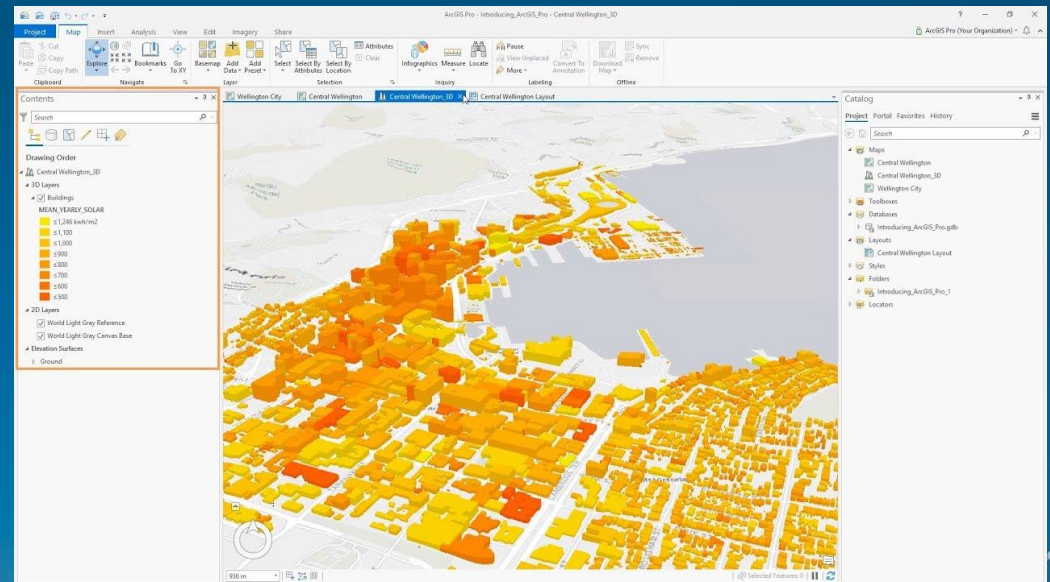 ArcGIS Pro - Introducing_ArcGIS_Pro - Central Wellington_3D
Project Map Insert Analysis View Edit Imagery Share
ArcGIS Pro (Your Organization)
Paste
Cut
Copy
Copy Path
Clipboard
Explore
Bookmarks
Go To XY
Navigate
Basemap
Add Data
Add Preset
Layer
Select
Select By Attributes
Select By Location
Attributes
Clear
Selection
Infographics
Measure
Locate
Inquiry
Pause
View Unplaced
More
Convert To Annotation
Labeling
Download Map
Sync
Remove
Offline
Contents
Search
Drawing Order
Central Wellington_3D
3D Layers
Buildings
MEAN_YEARLY_SOLAR
≤1,246 kwh/m2
≤1,100
≤1,000
≤900
≤800
≤700
≤600
≤500
2D Layers
World Light Gray Reference
World Light Gray Canvas Base
Elevation Surfaces
Ground
Wellington City
Central Wellington
Central Wellington_3D
Central Wellington Layout
936 m
Selected Features: 0
Catalog
Project Portal Favorites History
Search
Maps
Central Wellington
Central Wellington_3D
Wellington City
Toolboxes
Databases
Introducing_ArcGIS_Pro.gdb
Layouts
Central Wellington Layout
Styles
Folders
Introducing_ArcGIS_Pro_1
Locators